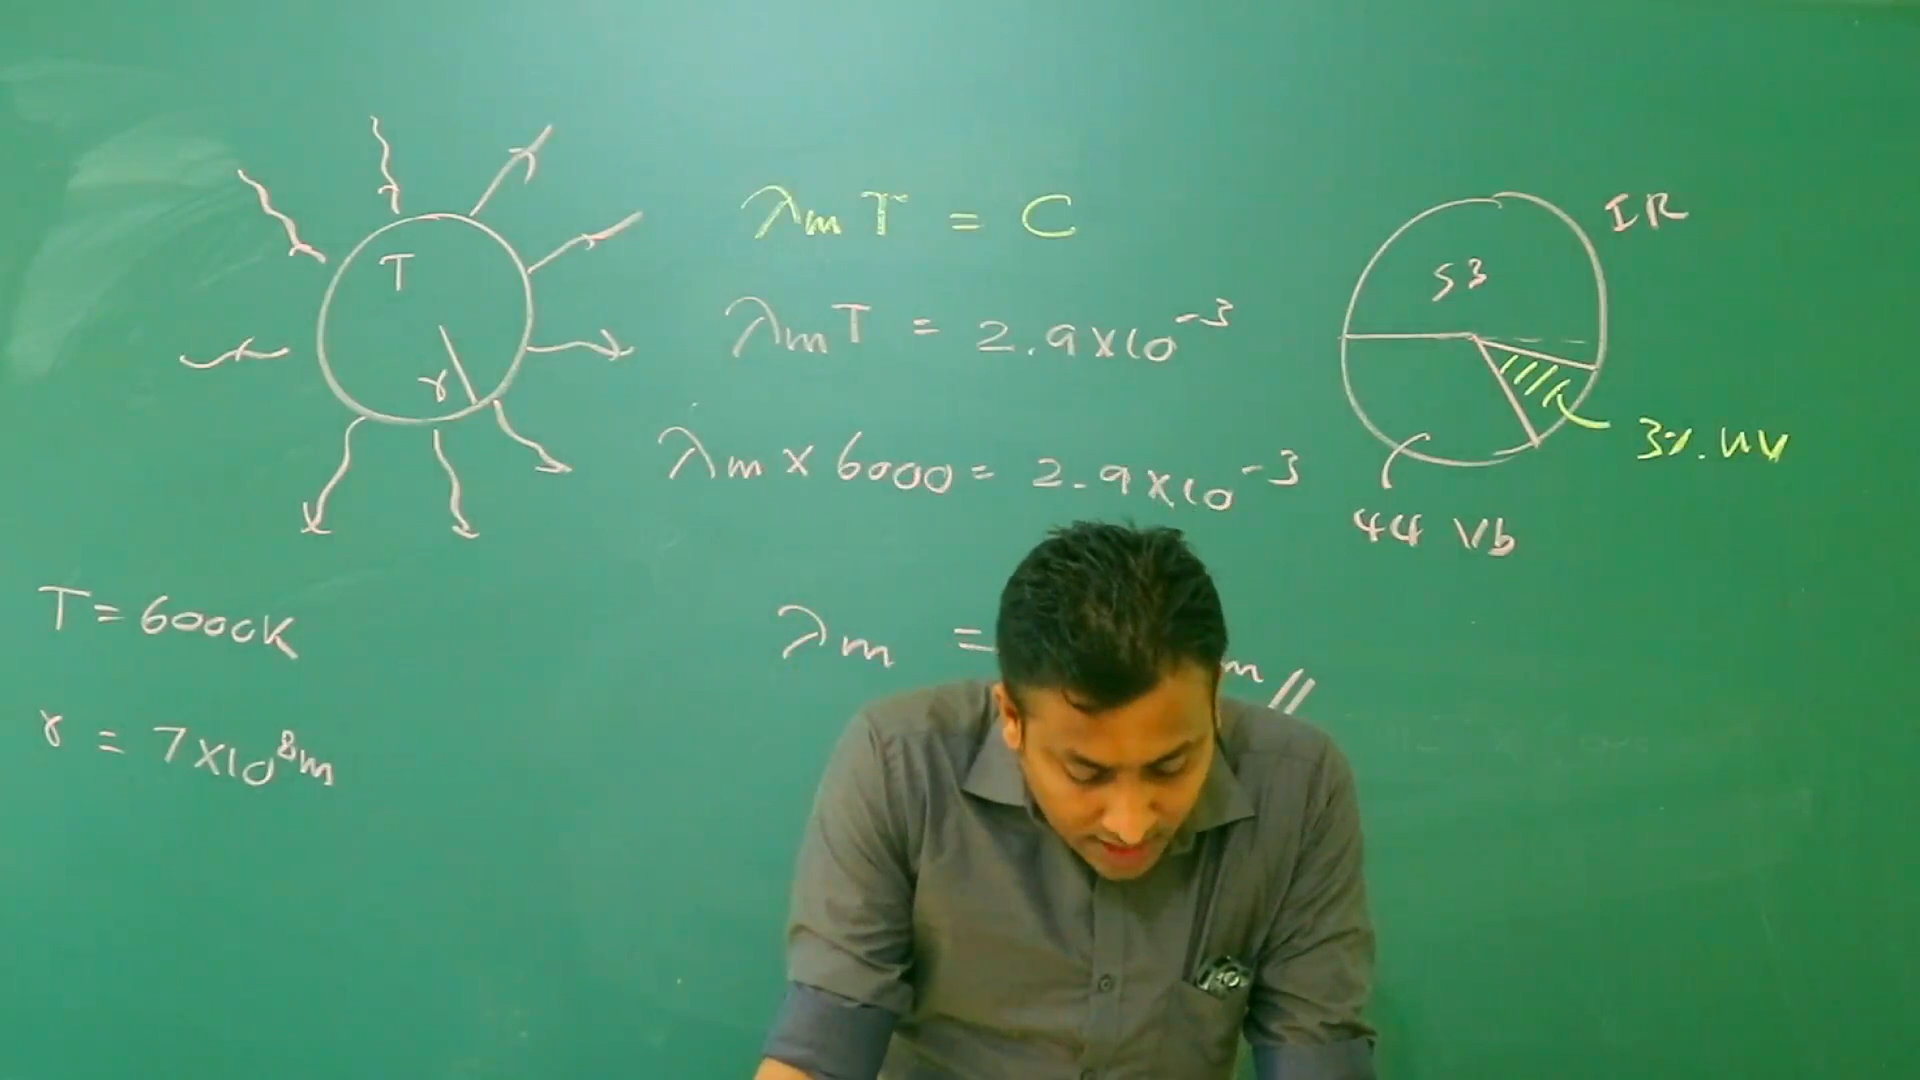 T
r
T = 6000K
r = 7×10⁸m
λm T = C
λm T = 2.9×10⁻³
λm × 6000 = 2.9×10⁻³
λm =
m //
IR
53
3%. UV
44 Vb